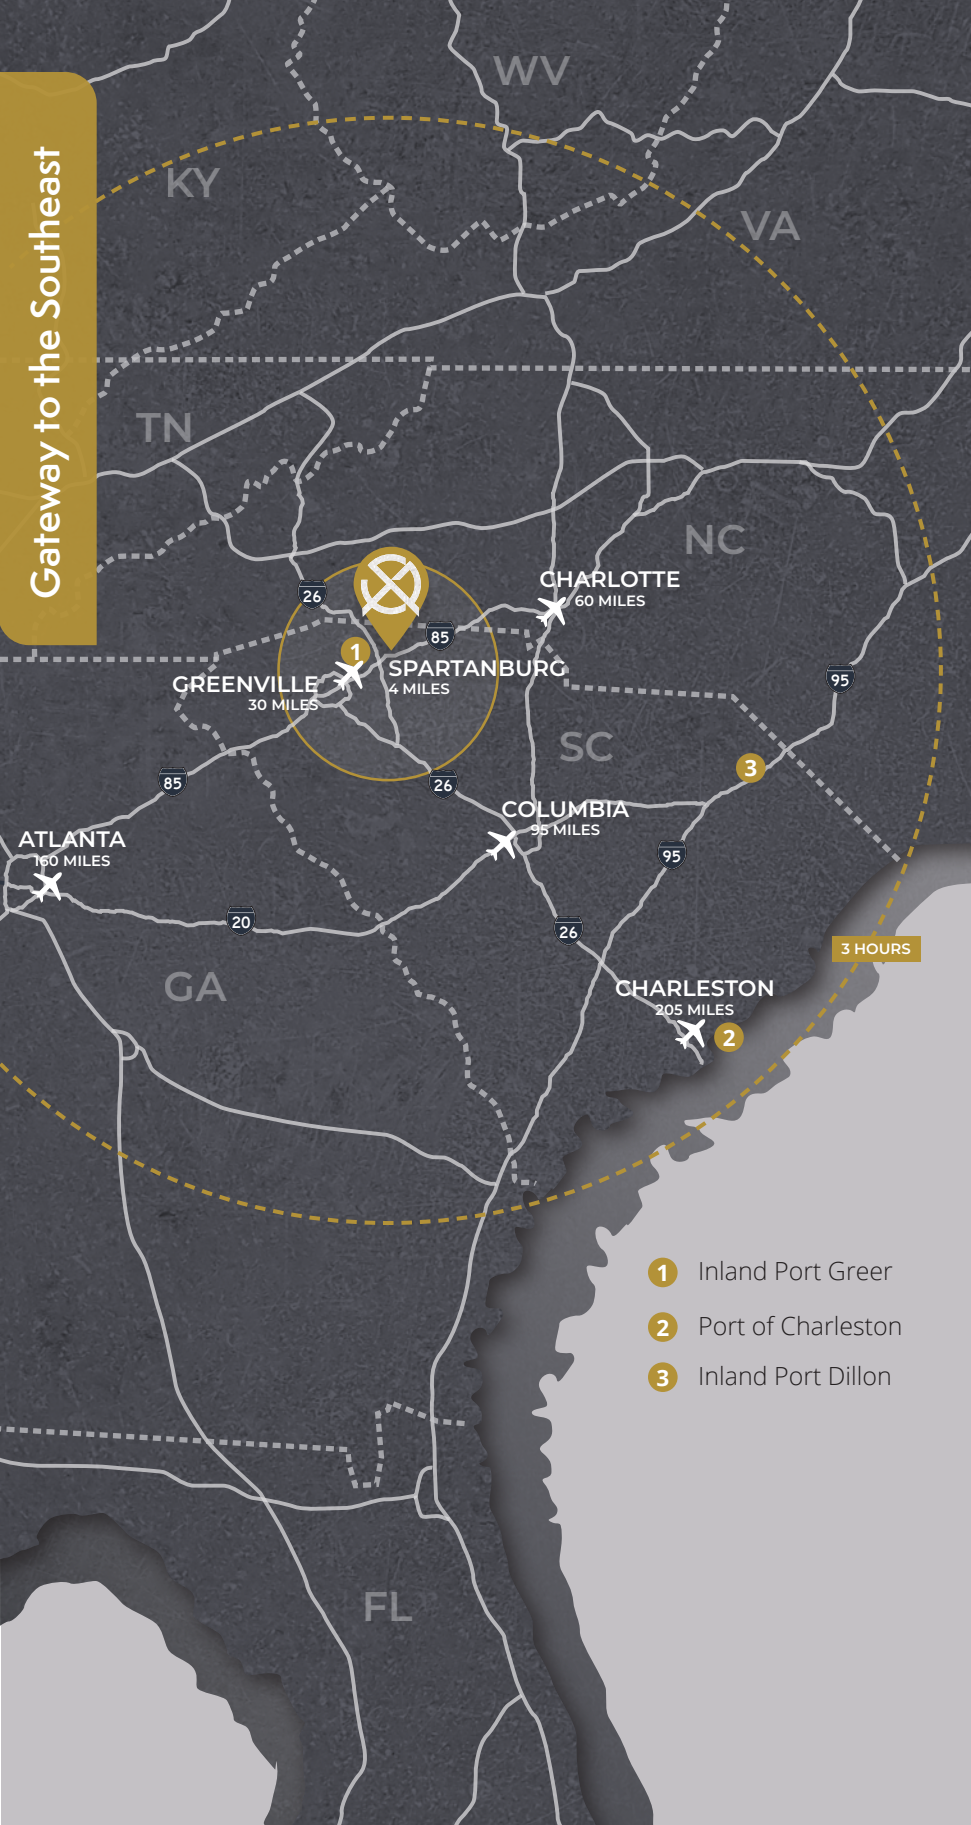 Gateway to the Southeast
WV
KY
VA
TN
NC
CHARLOTTE
60 MILES
26
85
1
SPARTANBURG
4 MILES
GREENVILLE
30 MILES
95
SC
3
85
26
COLUMBIA
95 MILES
ATLANTA
160 MILES
95
20
26
3 HOURS
GA
CHARLESTON
205 MILES
2
1 Inland Port Greer
2 Port of Charleston
3 Inland Port Dillon
FL